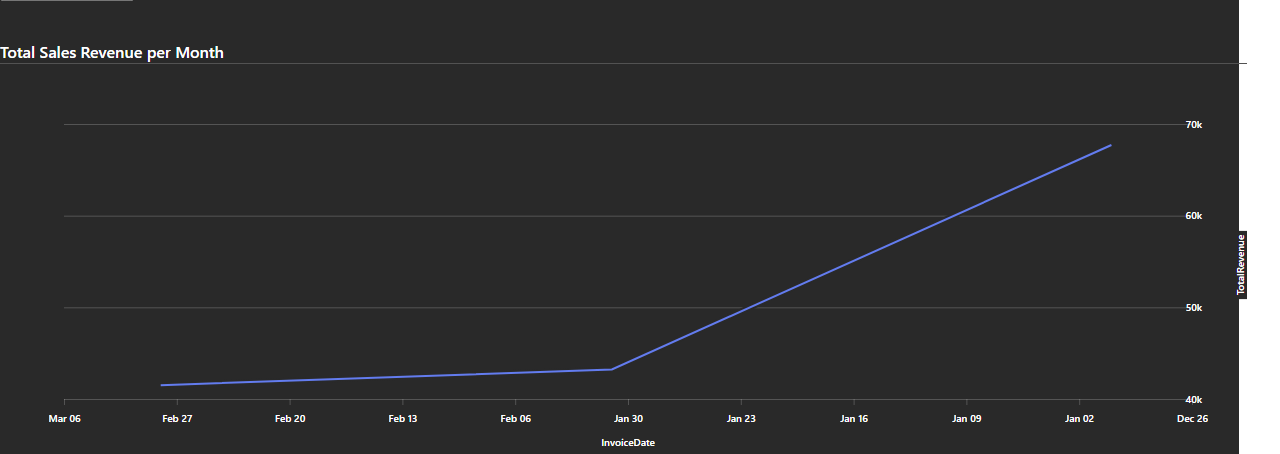 Total Sales Revenue per Month
70k
60k
50k
40k
TotalRevenue
Mar 06 Feb 27 Feb 20 Feb 13 Feb 06 Jan 30 Jan 23 Jan 16 Jan 09 Jan 02 Dec 26
InvoiceDate